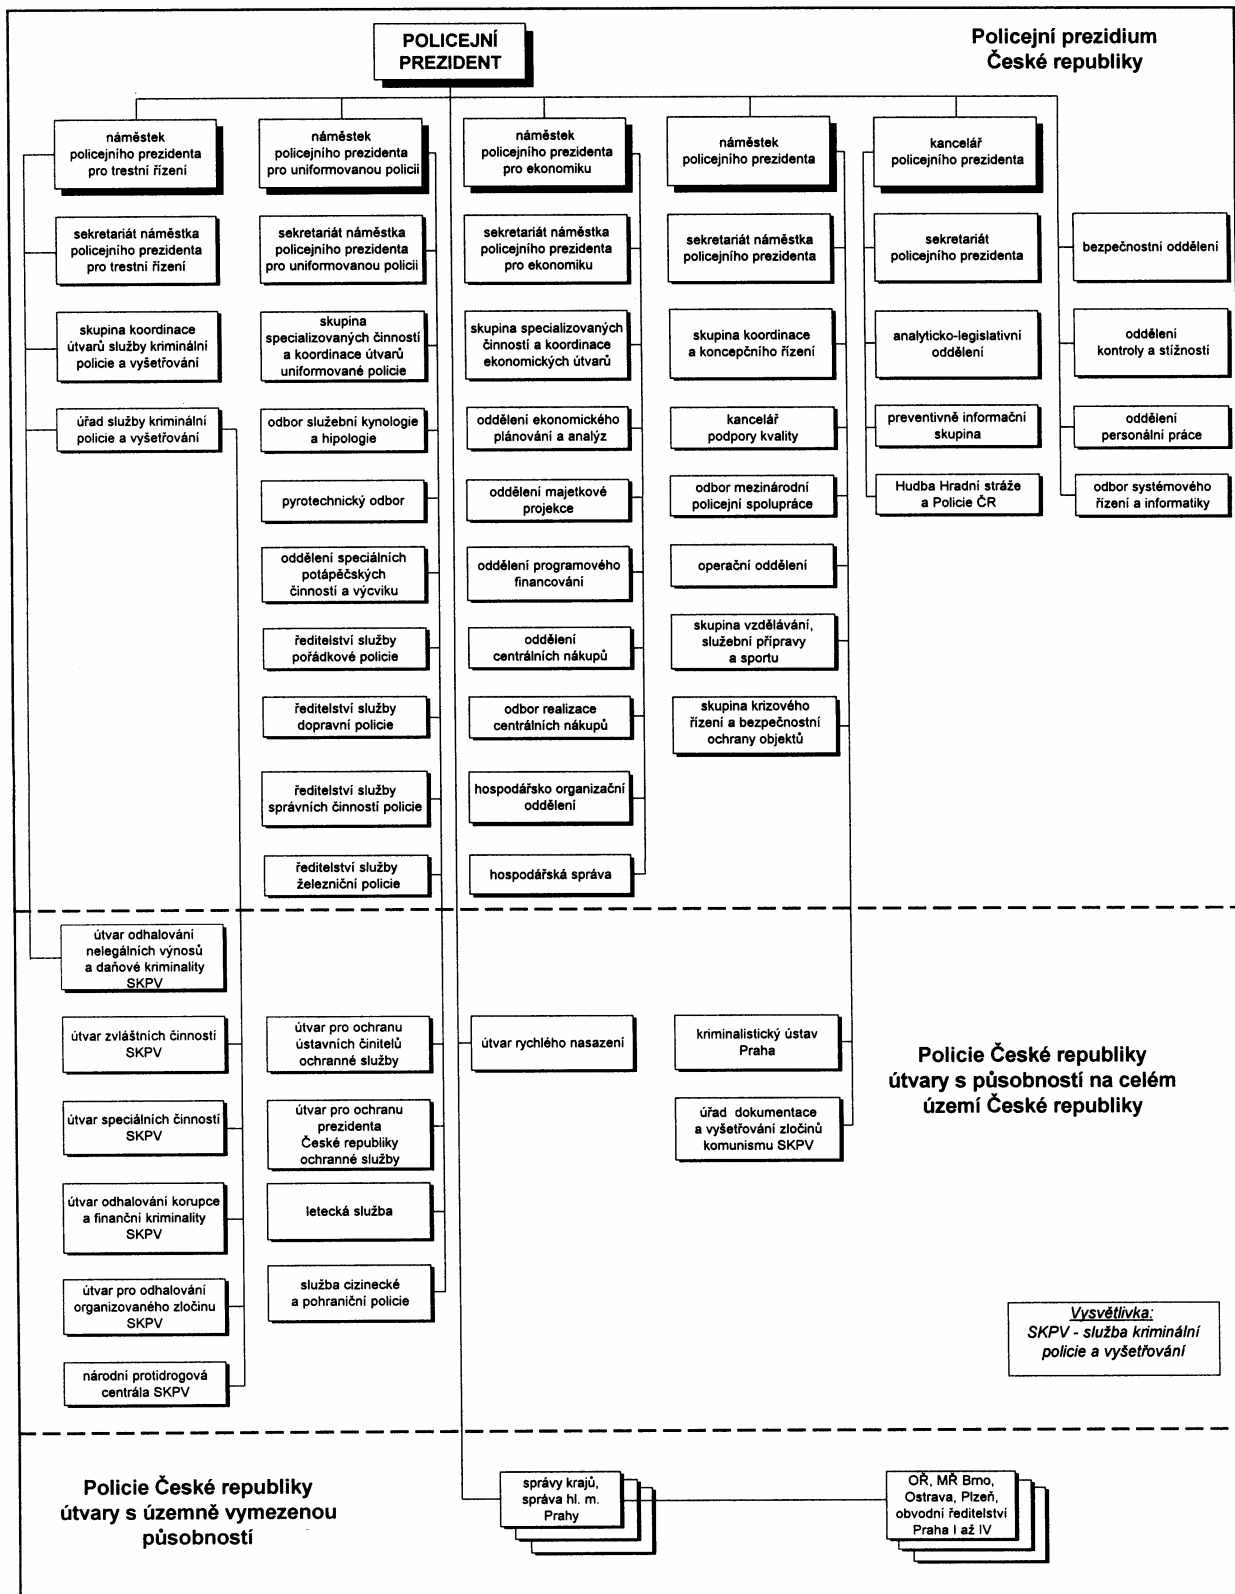 POLICEJNÍ
PREZIDENT
Policejní prezidium
České republiky
náměstek
policejního prezidenta
pro trestní řízení
náměstek
policejního prezidenta
pro uniformovanou policii
náměstek
policejního prezidenta
pro ekonomiku
náměstek
policejního prezidenta
kancelář
policejního prezidenta
sekretariát náměstka
policejního prezidenta
pro trestní řízení
sekretariát náměstka
policejního prezidenta
pro uniformovanou policii
sekretariát náměstka
policejního prezidenta
pro ekonomiku
sekretariát náměstka
policejního prezidenta
sekretariát
policejního prezidenta
bezpečnostní oddělení
skupina koordinace
útvarů služby kriminální
policie a vyšetřování
skupina
specializovaných činností
a koordinace útvarů
uniformované policie
skupina specializovaných
činností a koordinace
ekonomických útvarů
skupina koordinace
a koncepčního řízení
analyticko-legislativní
oddělení
oddělení
kontroly a stížností
úřad služby kriminální
policie a vyšetřování
odbor služební kynologie
a hipologie
oddělení ekonomického
plánování a analýz
kancelář
podpory kvality
preventivně informační
skupina
oddělení
personální práce
pyrotechnický odbor
oddělení majetkové
projekce
odbor mezinárodní
policejní spolupráce
Hudba Hradní stráže
a Policie ČR
odbor systémového
řízení a informatiky
oddělení speciálních
potápěčských
činností a výcviku
oddělení programového
financování
operační oddělení
ředitelství služby
pořádkové policie
oddělení
centrálních nákupů
skupina vzdělávání,
služební přípravy
a sportu
ředitelství služby
dopravní policie
odbor realizace
centrálních nákupů
skupina krizového
řízení a bezpečnostní
ochrany objektů
ředitelství služby
správních činností policie
hospodářsko organizační
oddělení
ředitelství služby
železniční policie
hospodářská správa
útvar odhalování
nelegálních výnosů
a daňové kriminality
SKPV
útvar zvláštních činností
SKPV
útvar pro ochranu
ústavních činitelů
ochranné služby
útvar rychlého nasazení
kriminalistický ústav
Praha
Policie České republiky
útvary s působností na celém
území České republiky
útvar speciálních činností
SKPV
útvar pro ochranu
prezidenta
České republiky
ochranné služby
úřad dokumentace
a vyšetřování zločinů
komunismu SKPV
útvar odhalování korupce
a finanční kriminality
SKPV
letecká služba
útvar pro odhalování
organizovaného zločinu
SKPV
služba cizinecké
a pohraniční policie
národní protidrogová
centrála SKPV
Vysvětlivka:
SKPV - služba kriminální
policie a vyšetřování
Policie České republiky
útvary s územně vymezenou
působností
správy krajů,
správa hl. m.
Prahy
OŘ, MŘ Brno,
Ostrava, Plzeň,
obvodní ředitelství
Praha I až IV